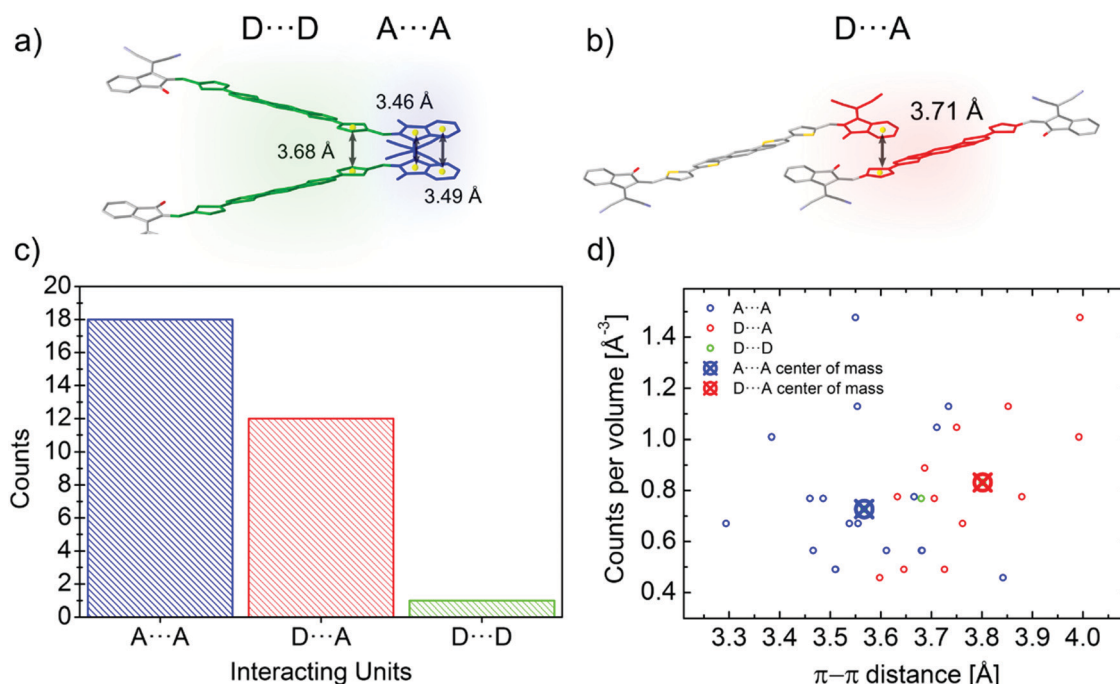 a)
D···D
A···A
3.46 Å
3.68 Å
3.49 Å
b)
D···A
3.71 Å
c)
20
18
16
14
12
10
8
6
4
2
0
Counts
A···A
D···A
D···D
Interacting Units
d)
1.4
1.2
1.0
0.8
0.6
0.4
Counts per volume [Å⁻³]
A···A
D···A
D···D
A···A center of mass
D···A center of mass
3.3 3.4 3.5 3.6 3.7 3.8 3.9 4.0
π−π distance [Å]